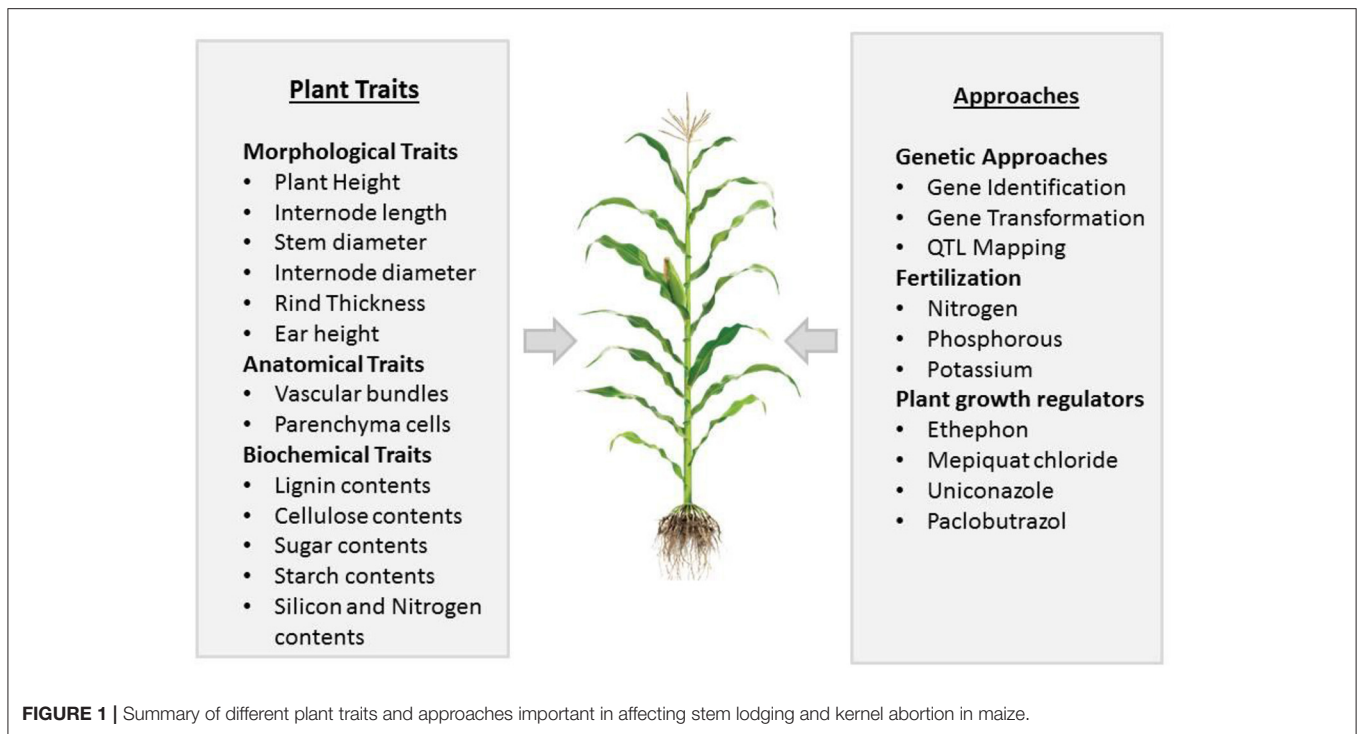 Plant Traits
Morphological Traits
• Plant Height
• Internode length
• Stem diameter
• Internode diameter
• Rind Thickness
• Ear height
Anatomical Traits
• Vascular bundles
• Parenchyma cells
Biochemical Traits
• Lignin contents
• Cellulose contents
• Sugar contents
• Starch contents
• Silicon and Nitrogen
contents
Approaches
Genetic Approaches
• Gene Identification
• Gene Transformation
• QTL Mapping
Fertilization
• Nitrogen
• Phosphorous
• Potassium
Plant growth regulators
• Ethephon
• Mepiquat chloride
• Uniconazole
• Paclobutrazol
FIGURE 1 | Summary of different plant traits and approaches important in affecting stem lodging and kernel abortion in maize.